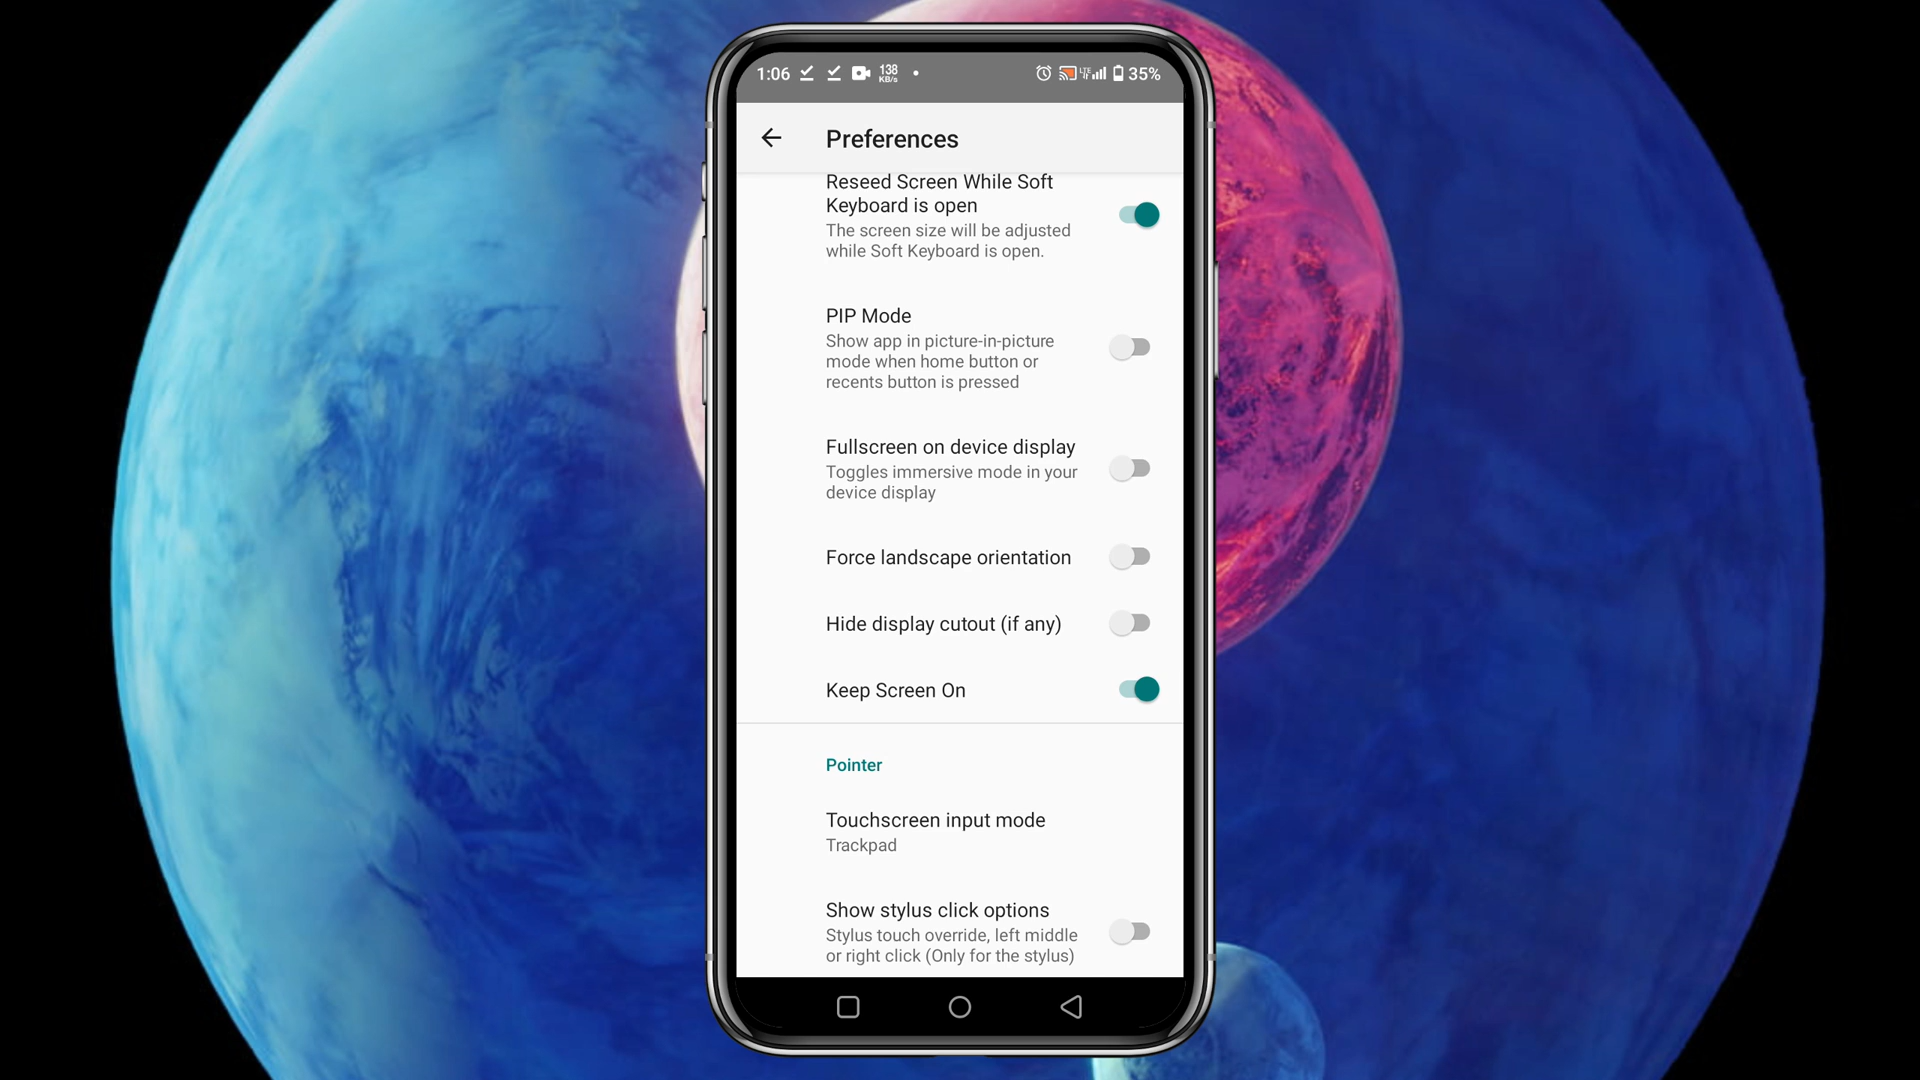 1:06 138 KB/s LTE 35%
Preferences
Reseed Screen While Soft
Keyboard is open
The screen size will be adjusted
while Soft Keyboard is open.
PIP Mode
Show app in picture-in-picture
mode when home button or
recents button is pressed
Fullscreen on device display
Toggles immersive mode in your
device display
Force landscape orientation
Hide display cutout (if any)
Keep Screen On
Pointer
Touchscreen input mode
Trackpad
Show stylus click options
Stylus touch override, left middle
or right click (Only for the stylus)